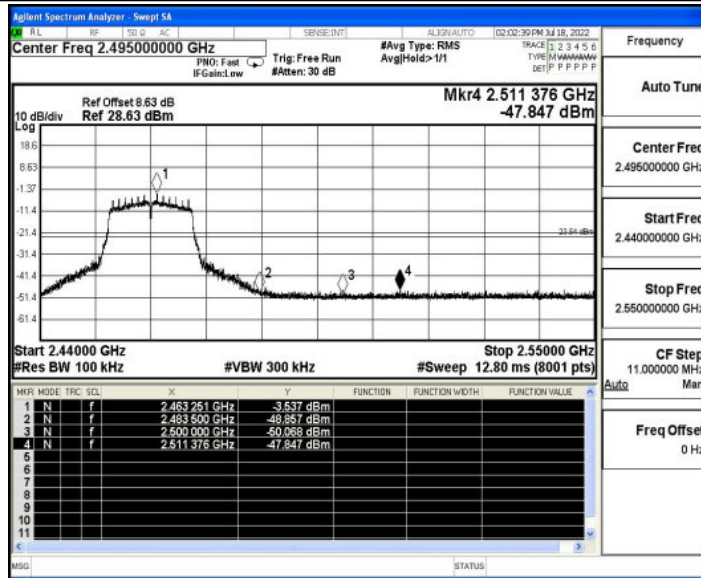 Agilent Spectrum Analyzer - Swept SA
RL RF 50 Ω AC SENSE:INT ALIGNAUTO 02:02:39 PM Jul 18, 2022
Center Freq 2.495000000 GHz
PNO: Fast
IFGain:Low
Trig: Free Run
#Atten: 30 dB
#Avg Type: RMS
Avg|Hold:> 1/1
TRACE 1 2 3 4 5 6
TYPE MWWWWW
DET P P P P P P
Ref Offset 8.63 dB
10 dB/div Ref 28.63 dBm
Log
Mkr4 2.511 376 GHz
-47.847 dBm
18.6
8.63
-1.37
-11.4
-21.4
-31.4
-41.4
-51.4
-61.4
1
2
3
4
Start 2.44000 GHz
Stop 2.55000 GHz
#Res BW 100 kHz #VBW 300 kHz #Sweep 12.80 ms (8001 pts)
MKR MODE TRC SCL X Y FUNCTION FUNCTION WIDTH FUNCTION VALUE
1 N f 2.463 251 GHz -3.537 dBm
2 N f 2.483 500 GHz -48.857 dBm
3 N f 2.500 000 GHz -50.068 dBm
4 N f 2.511 376 GHz -47.847 dBm
5
6
7
8
9
10
11
MSG STATUS
Frequency
Auto Tune
Center Freq
2.495000000 GHz
Start Freq
2.440000000 GHz
Stop Freq
2.550000000 GHz
CF Step
11.000000 MHz
Auto Man
Freq Offset
0 Hz